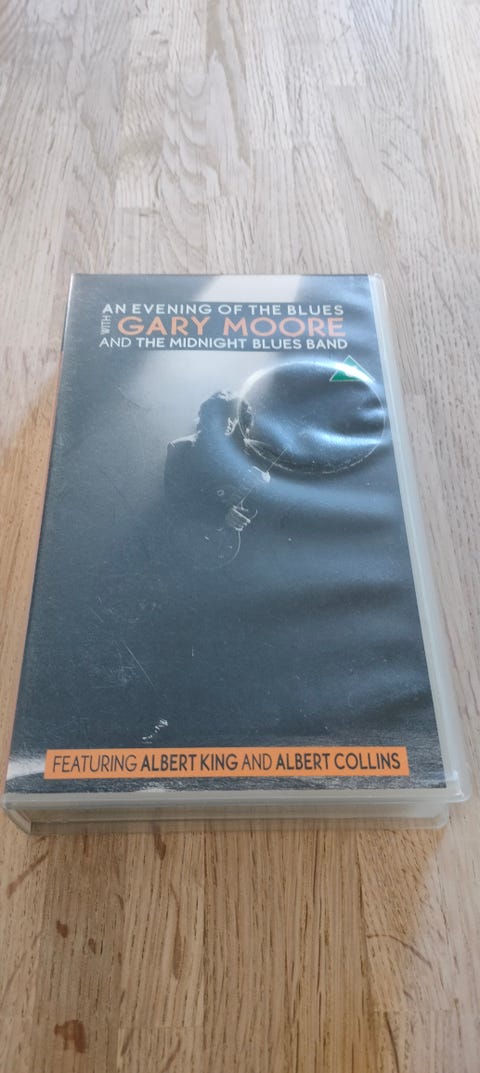 AN EVENING OF THE BLUES
WITH GARY MOORE
AND THE MIDNIGHT BLUES BAND
FEATURING ALBERT KING AND ALBERT COLLINS